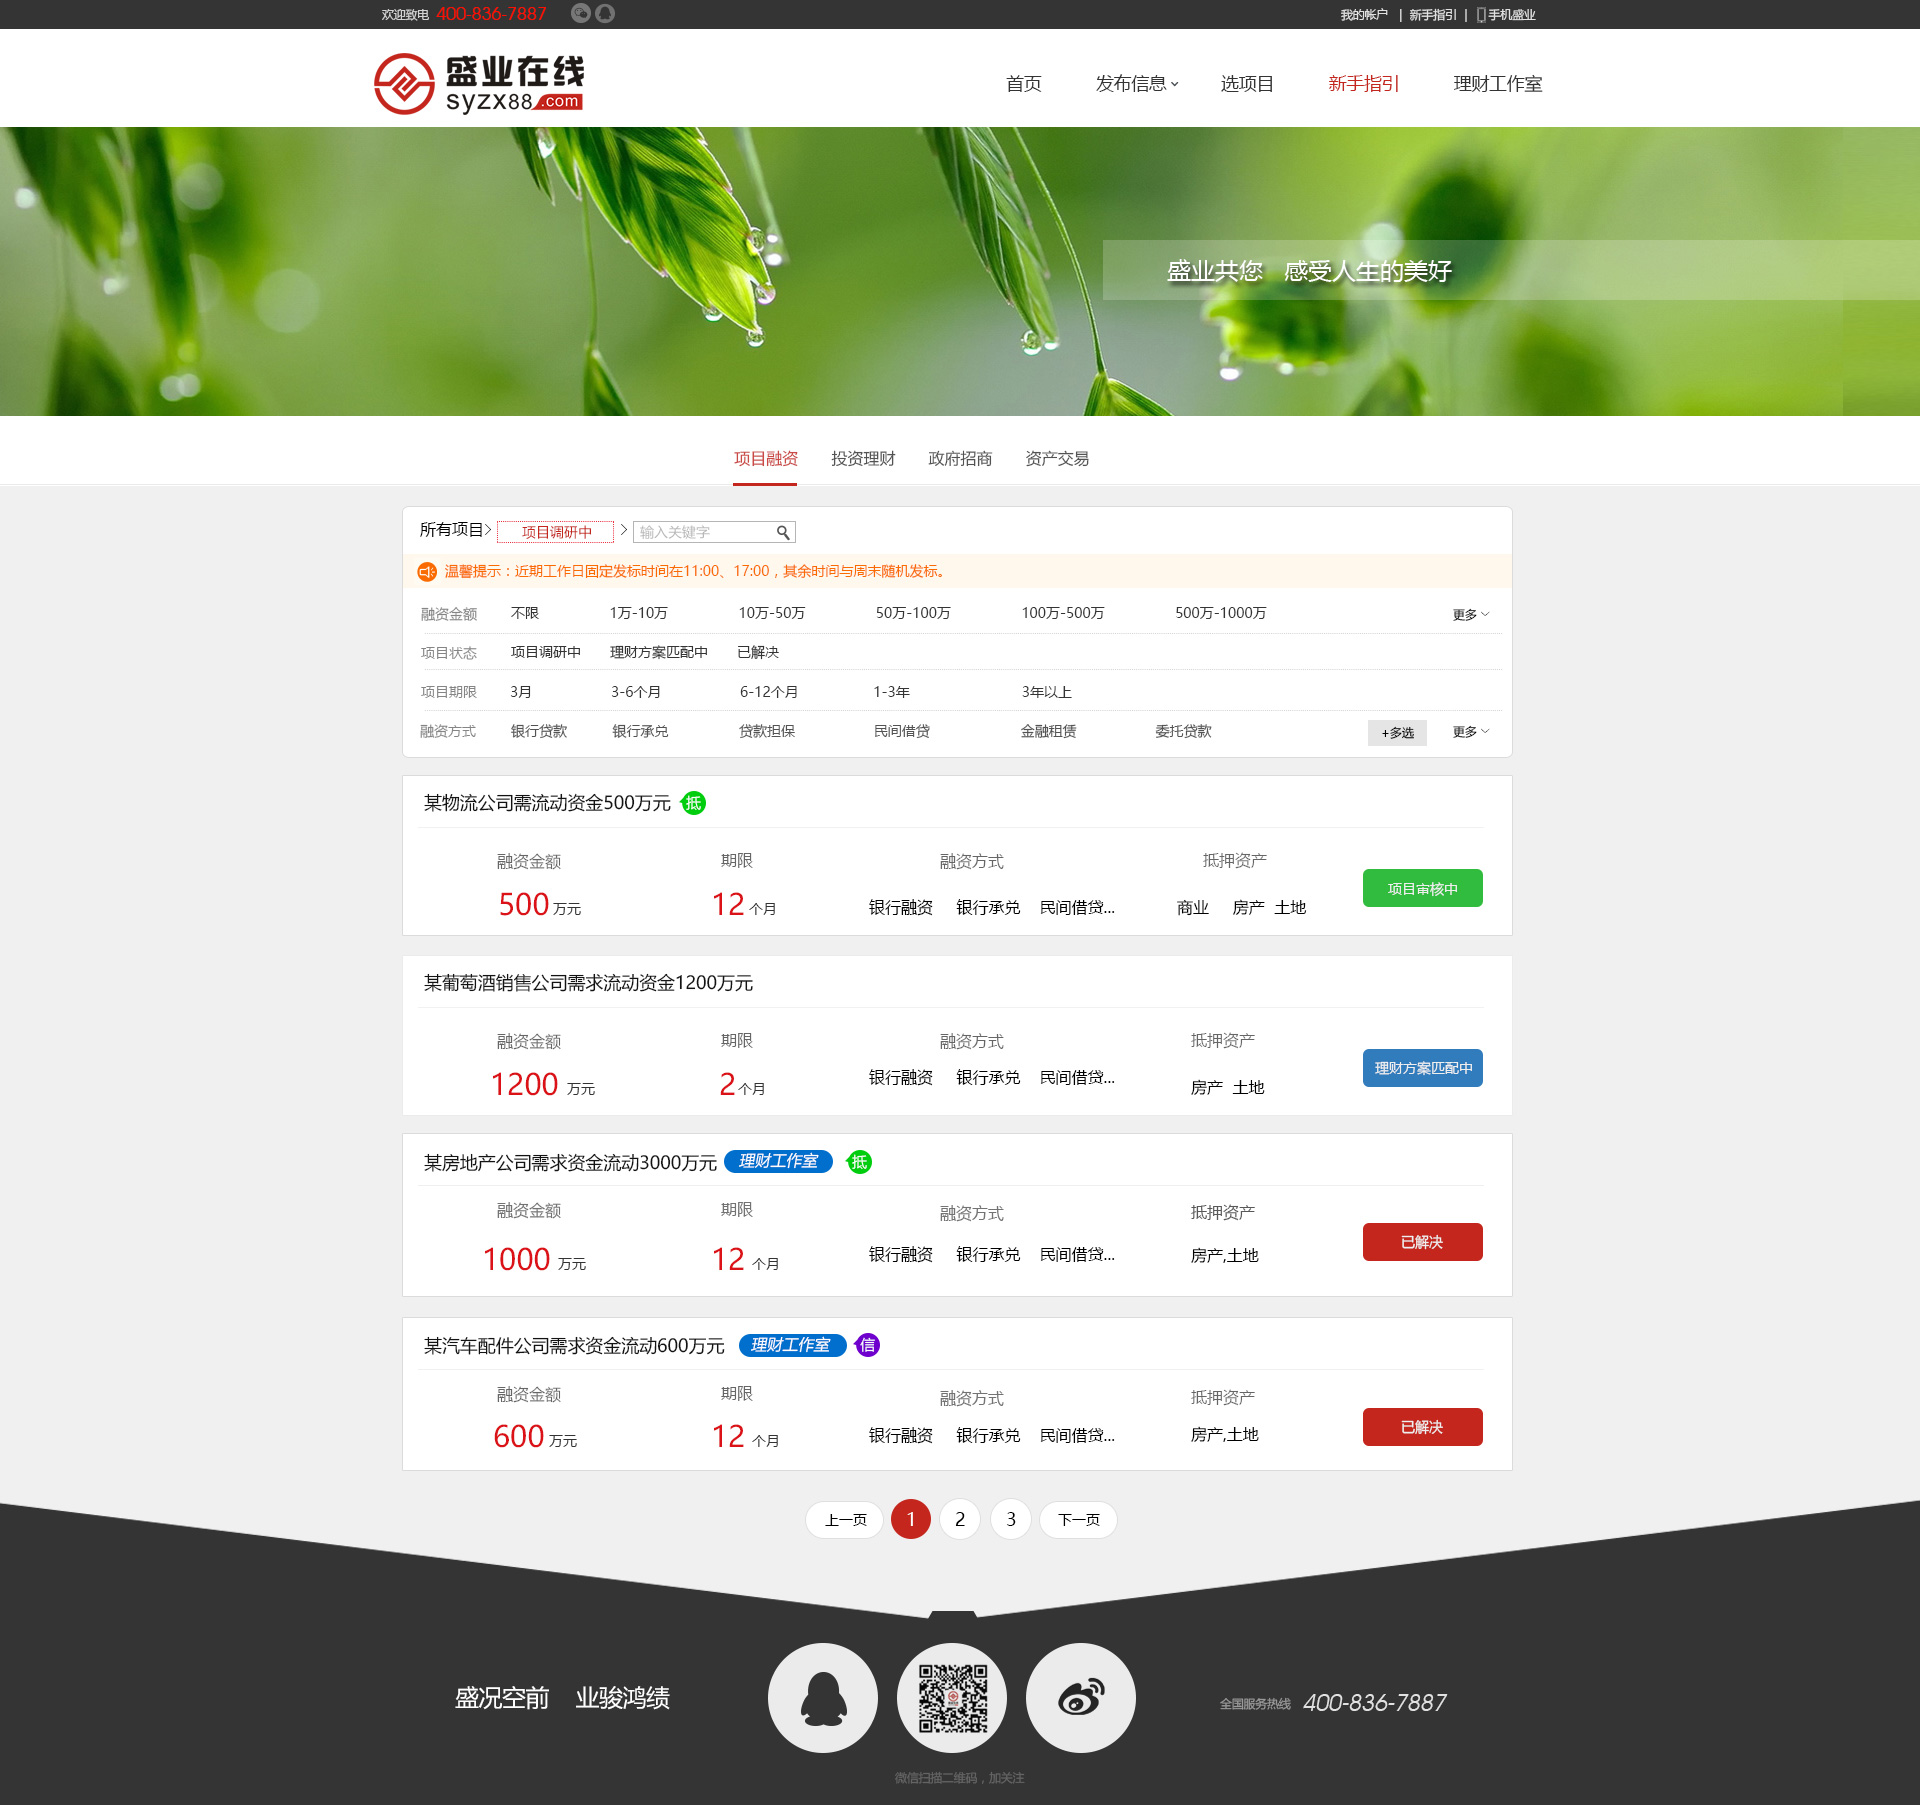 欢迎致电 400-836-7887
我的帐户 | 新手指引 | 手机盛业
盛业在线
syzx88.com
首页 发布信息 选项目 新手指引 理财工作室
盛业共您 感受人生的美好
项目融资 投资理财 政府招商 资产交易
所有项目 项目调研中 输入关键字
温馨提示：近期工作日固定发标时间在11:00、17:00，其余时间与周末随机发标。
融资金额 不限 1万-10万 10万-50万 50万-100万 100万-500万 500万-1000万 更多
项目状态 项目调研中 理财方案匹配中 已解决
项目期限 3月 3-6个月 6-12个月 1-3年 3年以上
融资方式 银行贷款 银行承兑 贷款担保 民间借贷 金融租赁 委托贷款 +多选 更多
某物流公司需流动资金500万元 抵
融资金额 期限 融资方式 抵押资产
500万元 12个月 银行融资 银行承兑 民间借贷... 商业 房产 土地 项目审核中
某葡萄酒销售公司需求流动资金1200万元
融资金额 期限 融资方式 抵押资产
1200 万元 2个月 银行融资 银行承兑 民间借贷... 房产 土地 理财方案匹配中
某房地产公司需求资金流动3000万元 理财工作室 抵
融资金额 期限 融资方式 抵押资产
1000 万元 12 个月 银行融资 银行承兑 民间借贷... 房产,土地 已解决
某汽车配件公司需求资金流动600万元 理财工作室 信
融资金额 期限 融资方式 抵押资产
600 万元 12 个月 银行融资 银行承兑 民间借贷... 房产,土地 已解决
上一页 1 2 3 下一页
盛况空前 业骏鸿绩
全国服务热线 400-836-7887
微信扫描二维码，加关注